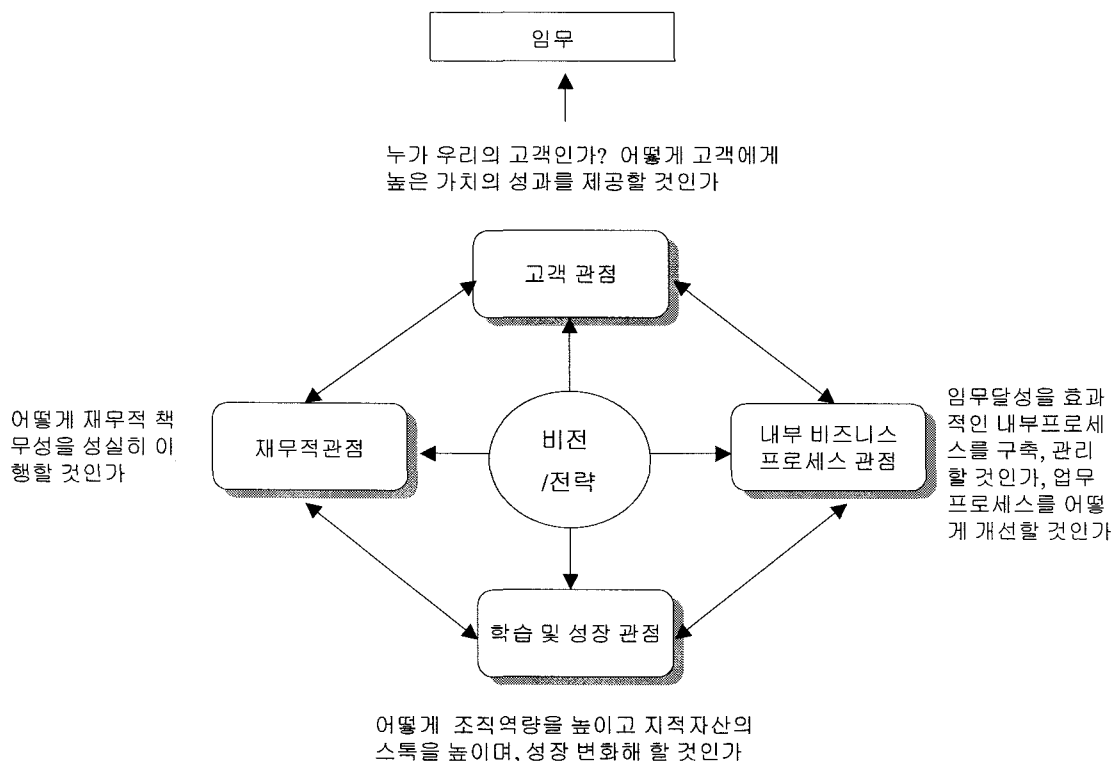 임무
누가 우리의 고객인가? 어떻게 고객에게
높은 가치의 성과를 제공할 것인가
고객 관점
어떻게 재무적 책
무성을 성실히 이
행할 것인가
재무적관점
비전
/전략
내부 비즈니스
프로세스 관점
임무달성을 효과
적인 내부프로세
스를 구축, 관리
할 것인가, 업무
프로세스를 어떻
게 개선할 것인가
학습 및 성장 관점
어떻게 조직역량을 높이고 지적자산의
스톡을 높이며, 성장 변화해 할 것인가